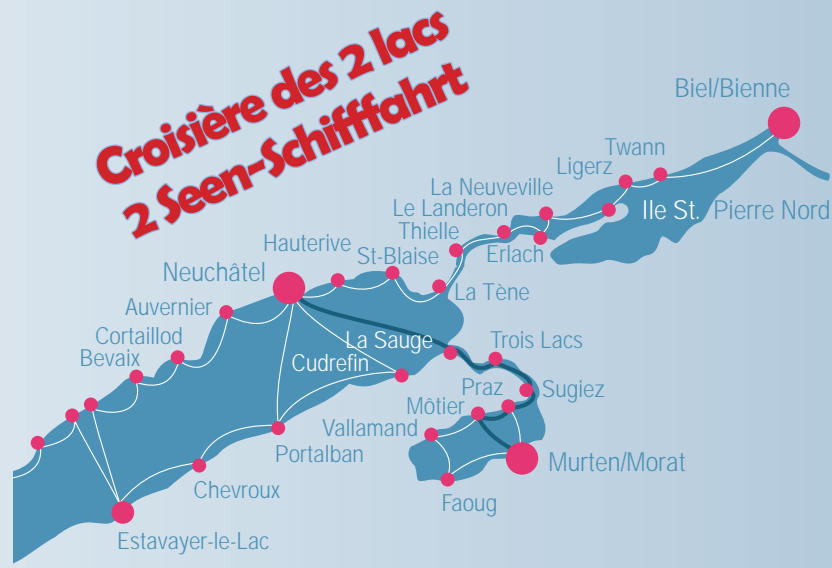 Croisière des 2 lacs
2 Seen-Schifffahrt
Biel/Bienne
Twann
Ligerz
La Neuveville
Ile St. Pierre Nord
Le Landeron
Thielle
Erlach
Hauterive
St-Blaise
Neuchâtel
La Tène
Auvernier
Cortaillod
La Sauge
Trois Lacs
Bevaix
Cudrefin
Praz
Sugiez
Môtier
Vallamand
Portalban
Murten/Morat
Chevroux
Faoug
Estavayer-le-Lac